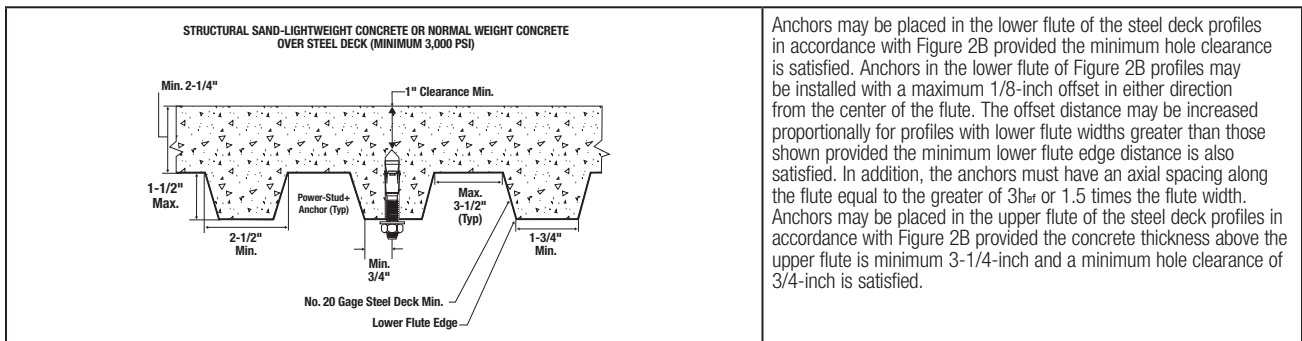 STRUCTURAL SAND-LIGHTWEIGHT CONCRETE OR NORMAL WEIGHT CONCRETE
OVER STEEL DECK (MINIMUM 3,000 PSI)
Min. 2-1/4"
1" Clearance Min.
1-1/2"
Max.
Power-Stud+
Anchor (Typ)
Max.
3-1/2"
(Typ)
2-1/2"
Min.
Min.
3/4"
1-3/4"
Min.
No. 20 Gage Steel Deck Min.
Lower Flute Edge
Anchors may be placed in the lower flute of the steel deck profiles
in accordance with Figure 2B provided the minimum hole clearance
is satisfied. Anchors in the lower flute of Figure 2B profiles may
be installed with a maximum 1/8-inch offset in either direction
from the center of the flute. The offset distance may be increased
proportionally for profiles with lower flute widths greater than those
shown provided the minimum lower flute edge distance is also
satisfied. In addition, the anchors must have an axial spacing along
the flute equal to the greater of 3hef or 1.5 times the flute width.
Anchors may be placed in the upper flute of the steel deck profiles in
accordance with Figure 2B provided the concrete thickness above the
upper flute is minimum 3-1/4-inch and a minimum hole clearance of
3/4-inch is satisfied.